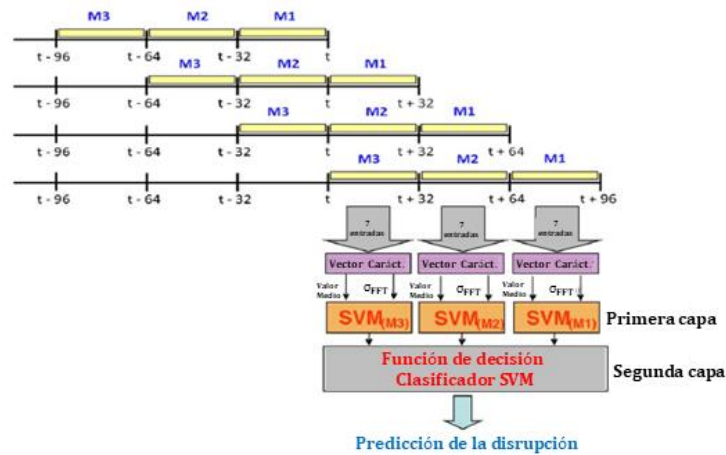 M3 M2 M1
t - 96 t - 64 t - 32 t
M3 M2 M1
t - 96 t - 64 t - 32 t t + 32
M3 M2 M1
t - 96 t - 64 t - 32 t t + 32 t + 64
M3 M2 M1
t - 96 t - 64 t - 32 t t + 32 t + 64 t + 96
7 entradas 7 entradas 7 entradas
Vector Caráct. Vector Caráct. Vector Caráct.
Valor Medio σFFT Valor Medio σFFT Valor Medio σFFT
SVM(M3) SVM(M2) SVM(M1) Primera capa
Función de decisión
Clasificador SVM
Segunda capa
Predicción de la disrupción